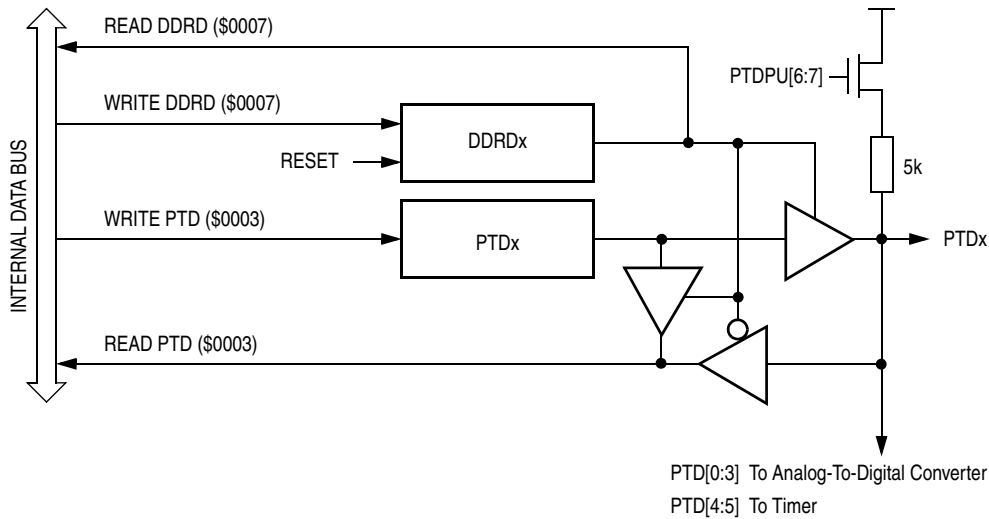 READ DDRD ($0007)
PTDPU[6:7]
WRITE DDRD ($0007)
DDRDx
RESET
5k
INTERNAL DATA BUS
WRITE PTD ($0003)
PTDx
PTDx
READ PTD ($0003)
PTD[0:3] To Analog-To-Digital Converter
PTD[4:5] To Timer